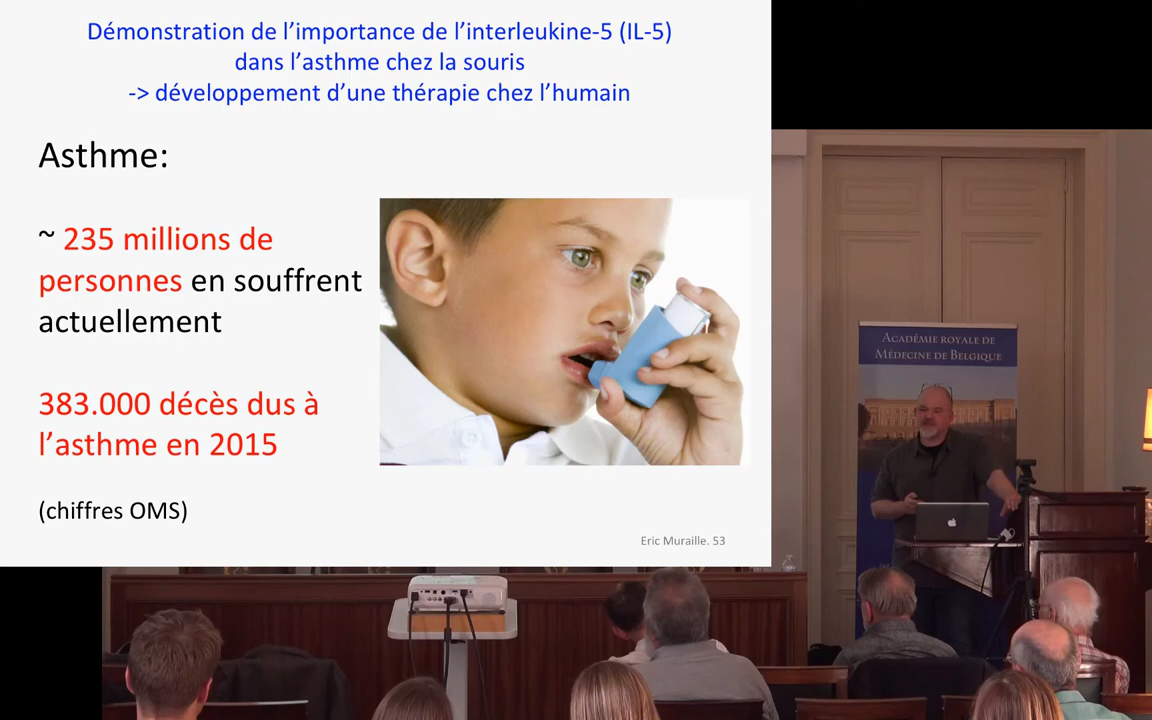 Démonstration de l’importance de l’interleukine-5 (IL-5)
dans l’asthme chez la souris
-> développement d’une thérapie chez l’humain
Asthme:
~ 235 millions de
personnes en souffrent
actuellement
383.000 décès dus à
l’asthme en 2015
(chiffres OMS)
Eric Muraille. 53
Académie royale de
Médecine de Belgique